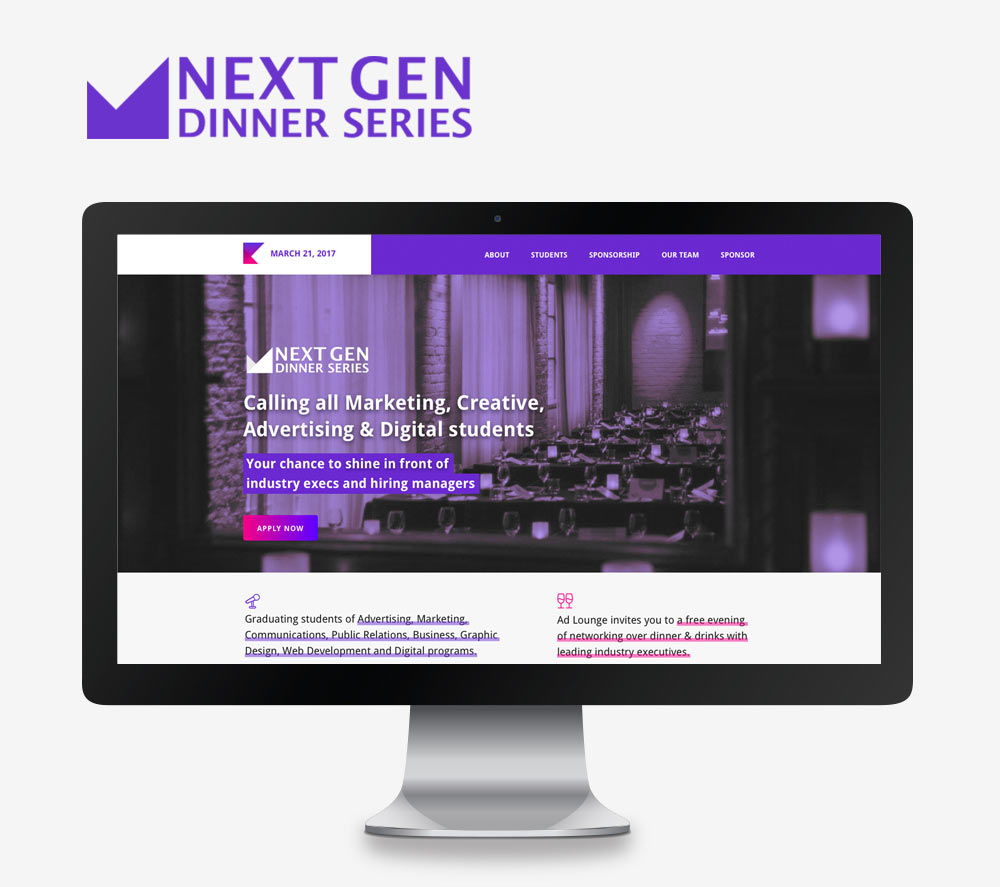 NEXT GEN
DINNER SERIES
MARCH 21, 2017
ABOUT STUDENTS SPONSORSHIP OUR TEAM SPONSOR
NEXT GEN
DINNER SERIES
Calling all Marketing, Creative,
Advertising & Digital students
Your chance to shine in front of
industry execs and hiring managers
APPLY NOW
Graduating students of Advertising, Marketing,
Communications, Public Relations, Business, Graphic
Design, Web Development and Digital programs.
Ad Lounge invites you to a free evening
of networking over dinner & drinks with
leading industry executives.